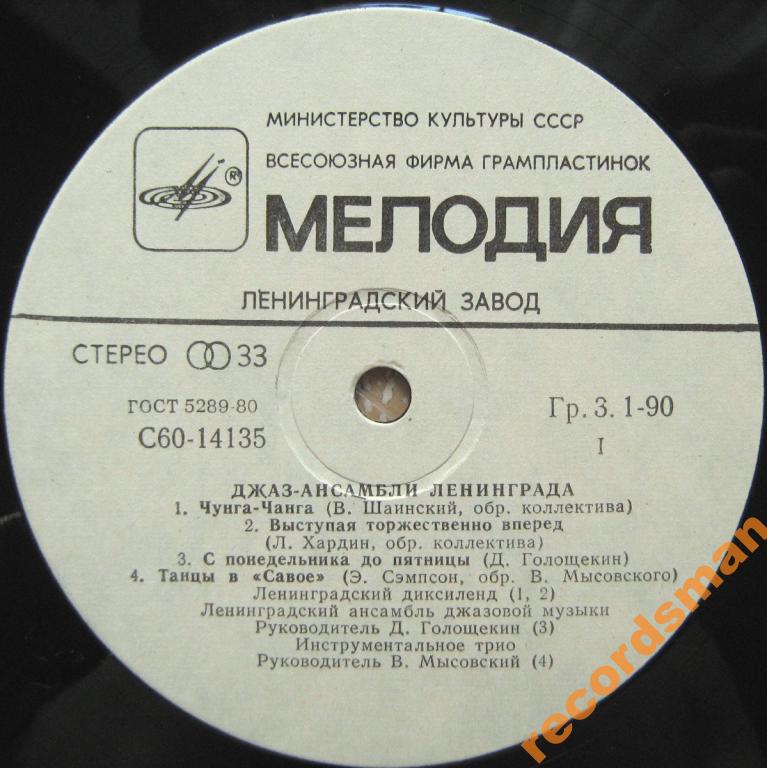 МИНИСТЕРСТВО КУЛЬТУРЫ СССР
ВСЕСОЮЗНАЯ ФИРМА ГРАМПЛАСТИНОК
®
МЕЛОДИЯ
ЛЕНИНГРАДСКИЙ ЗАВОД
СТЕРЕО 33
ГОСТ 5289-80
Гр. 3. 1-90
С60-14135
I
ДЖАЗ-АНСАМБЛИ ЛЕНИНГРАДА
1. Чунга-Чанга (В. Шаинский, обр. коллектива)
2. Выступая торжественно вперед
(Л. Хардин, обр. коллектива)
3. С понедельника до пятницы (Д. Голощекин)
4. Танцы в «Савое» (Э. Сэмпсон, обр. В. Мысовского)
Ленинградский диксиленд (1, 2)
Ленинградский ансамбль джазовой музыки
Руководитель Д. Голощекин (3)
Инструментальное трио
Руководитель В. Мысовский (4)
recordsman